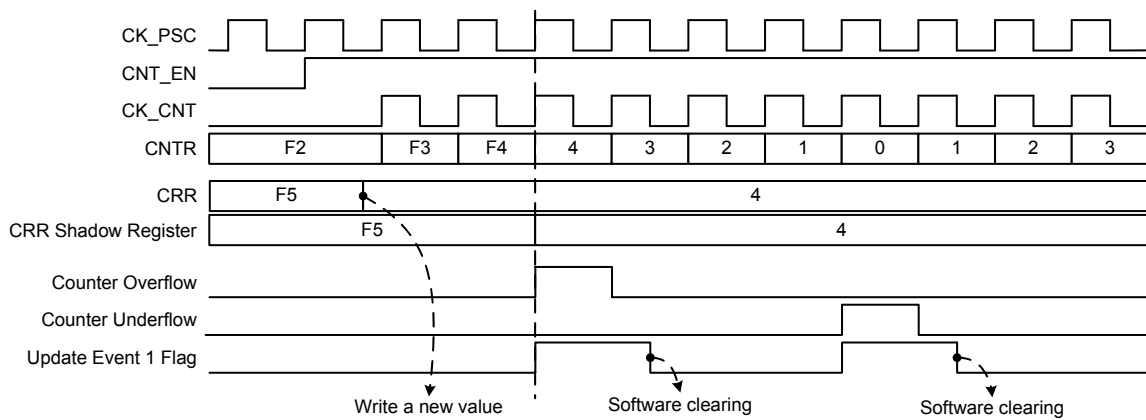 CK_PSC
CNT_EN
CK_CNT
CNTR F2 F3 F4 4 3 2 1 0 1 2 3
CRR F5 4
CRR Shadow Register F5 4
Counter Overflow
Counter Underflow
Update Event 1 Flag
Write a new value Software clearing Software clearing